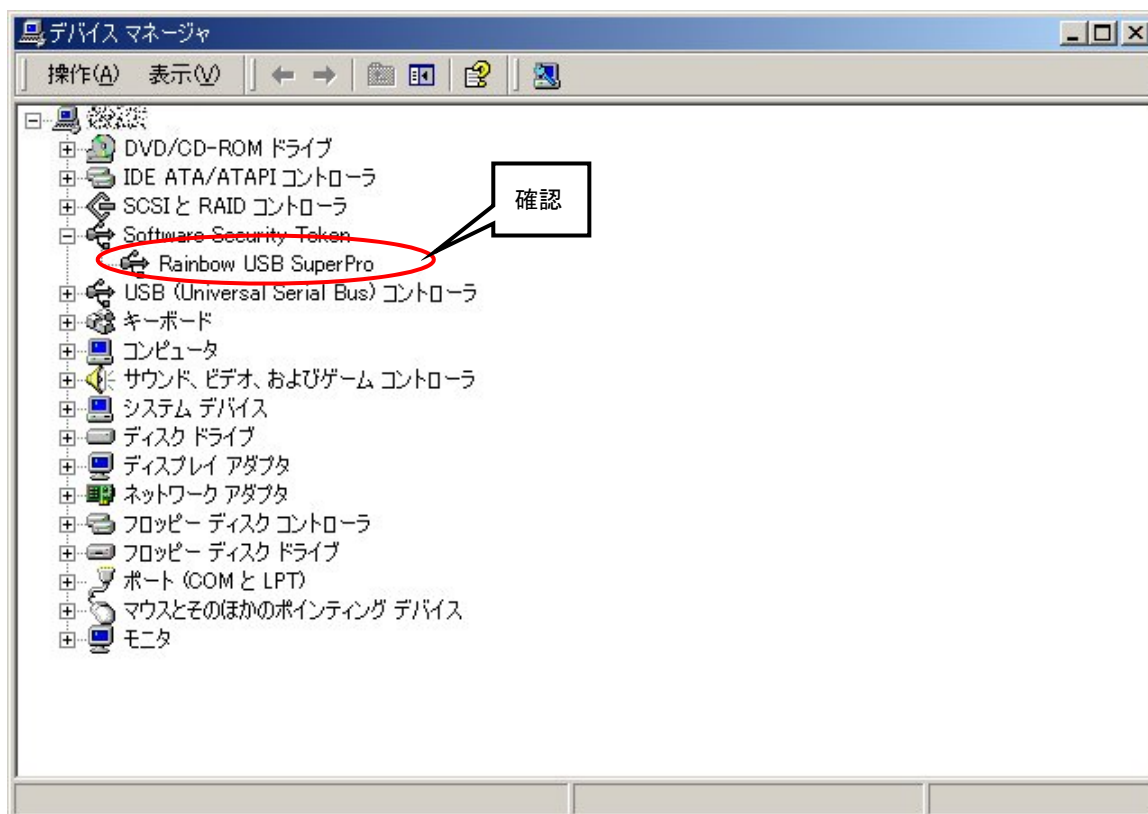 デバイス マネージャ
操作(A) 表示(V)
DVD/CD-ROM ドライブ
IDE ATA/ATAPI コントローラ
確認
SCSI と RAID コントローラ
Software Security Token
Rainbow USB SuperPro
USB (Universal Serial Bus) コントローラ
キーボード
コンピュータ
サウンド、ビデオ、およびゲーム コントローラ
システム デバイス
ディスク ドライブ
ディスプレイ アダプタ
ネットワーク アダプタ
フロッピー ディスク コントローラ
フロッピー ディスク ドライブ
ポート (COM と LPT)
マウスとそのほかのポインティング デバイス
モニタ